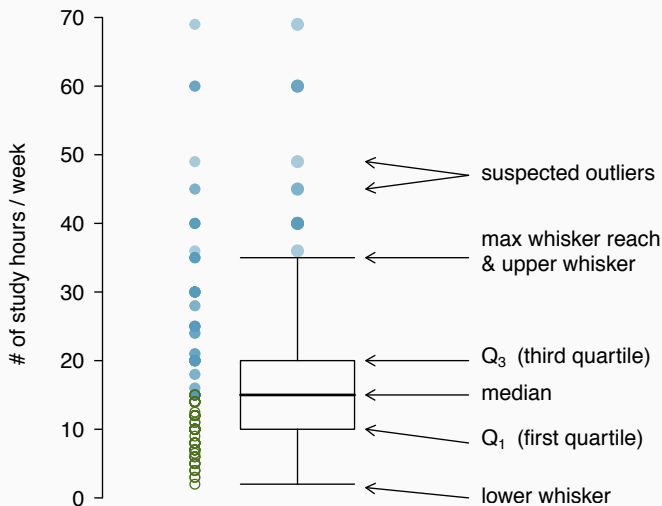 # of study hours / week
70
60
50
40
30
20
10
0
suspected outliers
max whisker reach
& upper whisker
Q₃ (third quartile)
median
Q₁ (first quartile)
lower whisker